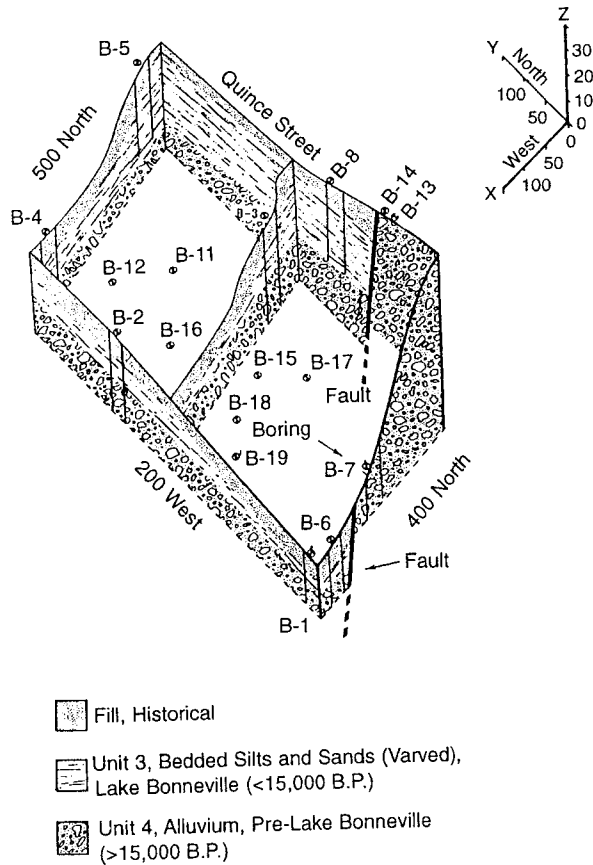 B-5
Quince Street
500 North
B-8
B-14
B-13
B-4
B-3
B-12
B-11
B-2
B-16
B-15
B-17
Fault
B-18
Boring
B-19
B-7
200 West
400 North
B-6
Fault
B-1
Z
30
20
10
0
Y
North
100
50
0
West
50
100
X
Fill, Historical
Unit 3, Bedded Silts and Sands (Varved),
Lake Bonneville (<15,000 B.P.)
Unit 4, Alluvium, Pre-Lake Bonneville
(>15,000 B.P.)